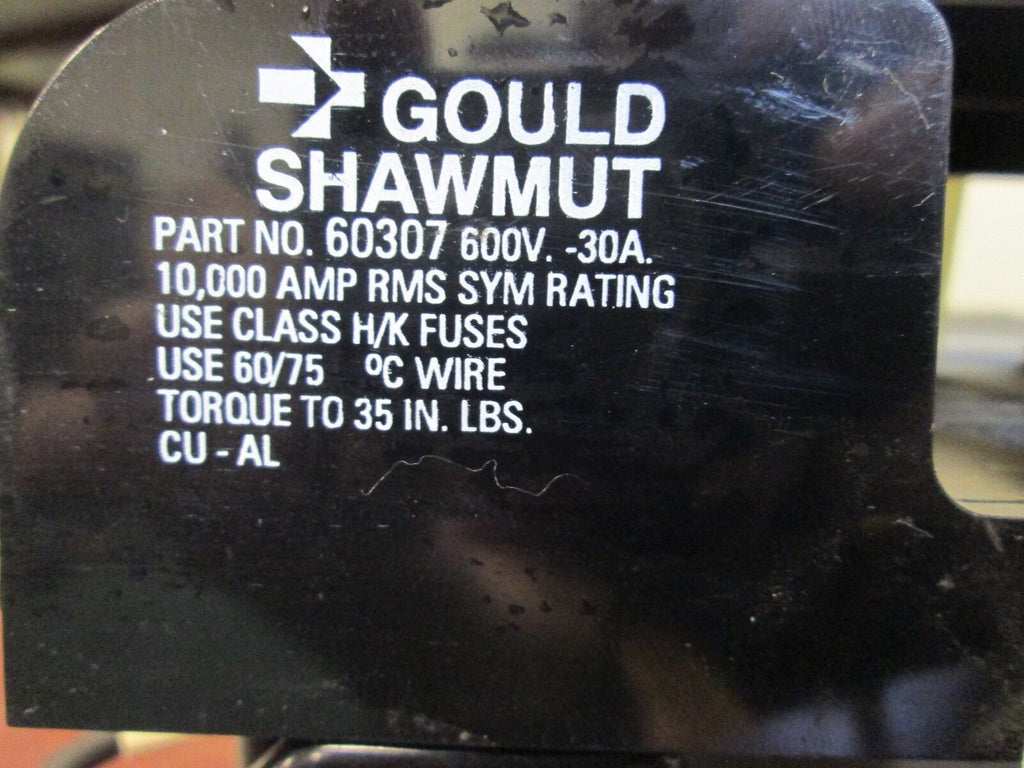 GOULD
SHAWMUT
PART NO. 60307 600V. -30A.
10,000 AMP RMS SYM RATING
USE CLASS H/K FUSES
USE 60/75 ºC WIRE
TORQUE TO 35 IN. LBS.
CU - AL